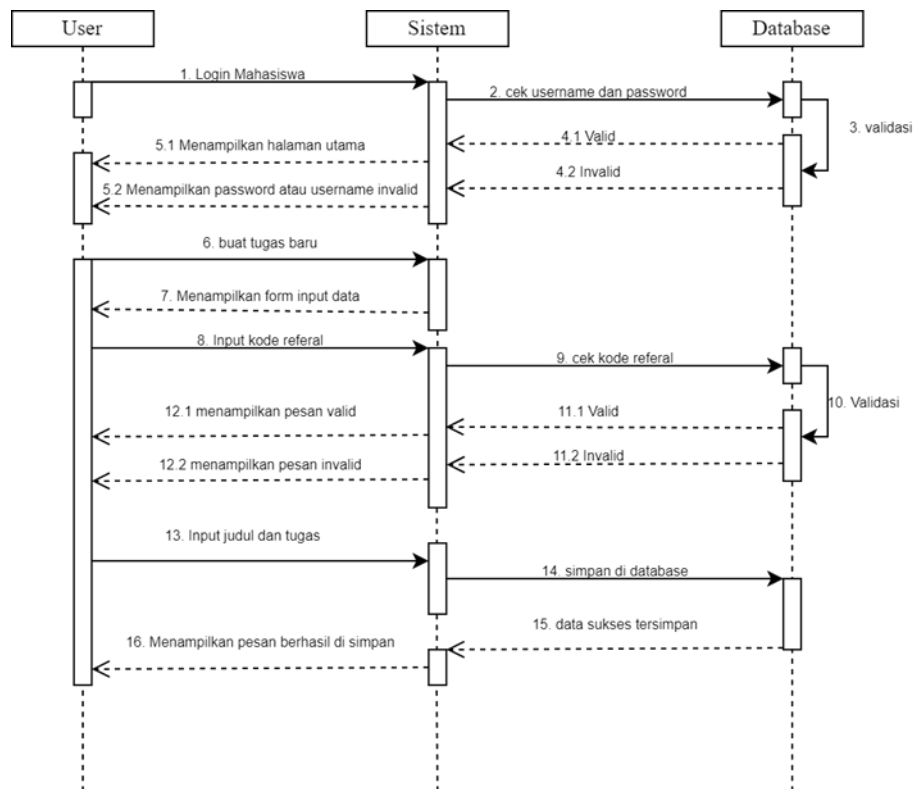 User
Sistem
Database
1. Login Mahasiswa
2. cek username dan password
3. validasi
4.1 Valid
5.1 Menampilkan halaman utama
4.2 Invalid
5.2 Menampilkan password atau username invalid
6. buat tugas baru
7. Menampilkan form input data
8. Input kode referal
9. cek kode referal
10. Validasi
11.1 Valid
12.1 menampilkan pesan valid
11.2 Invalid
12.2 menampilkan pesan invalid
13. Input judul dan tugas
14. simpan di database
15. data sukses tersimpan
16. Menampilkan pesan berhasil di simpan